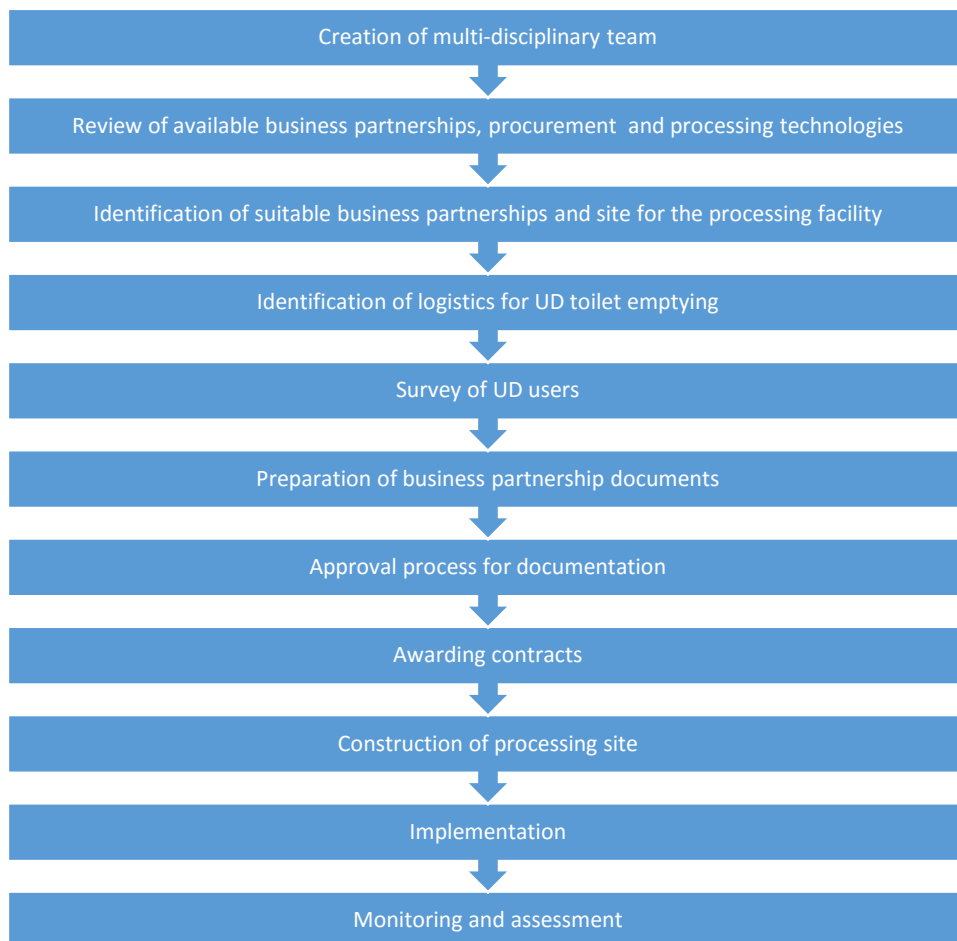 Creation of multi-disciplinary team
Review of available business partnerships, procurement and processing technologies
Identification of suitable business partnerships and site for the processing facility
Identification of logistics for UD toilet emptying
Survey of UD users
Preparation of business partnership documents
Approval process for documentation
Awarding contracts
Construction of processing site
Implementation
Monitoring and assessment